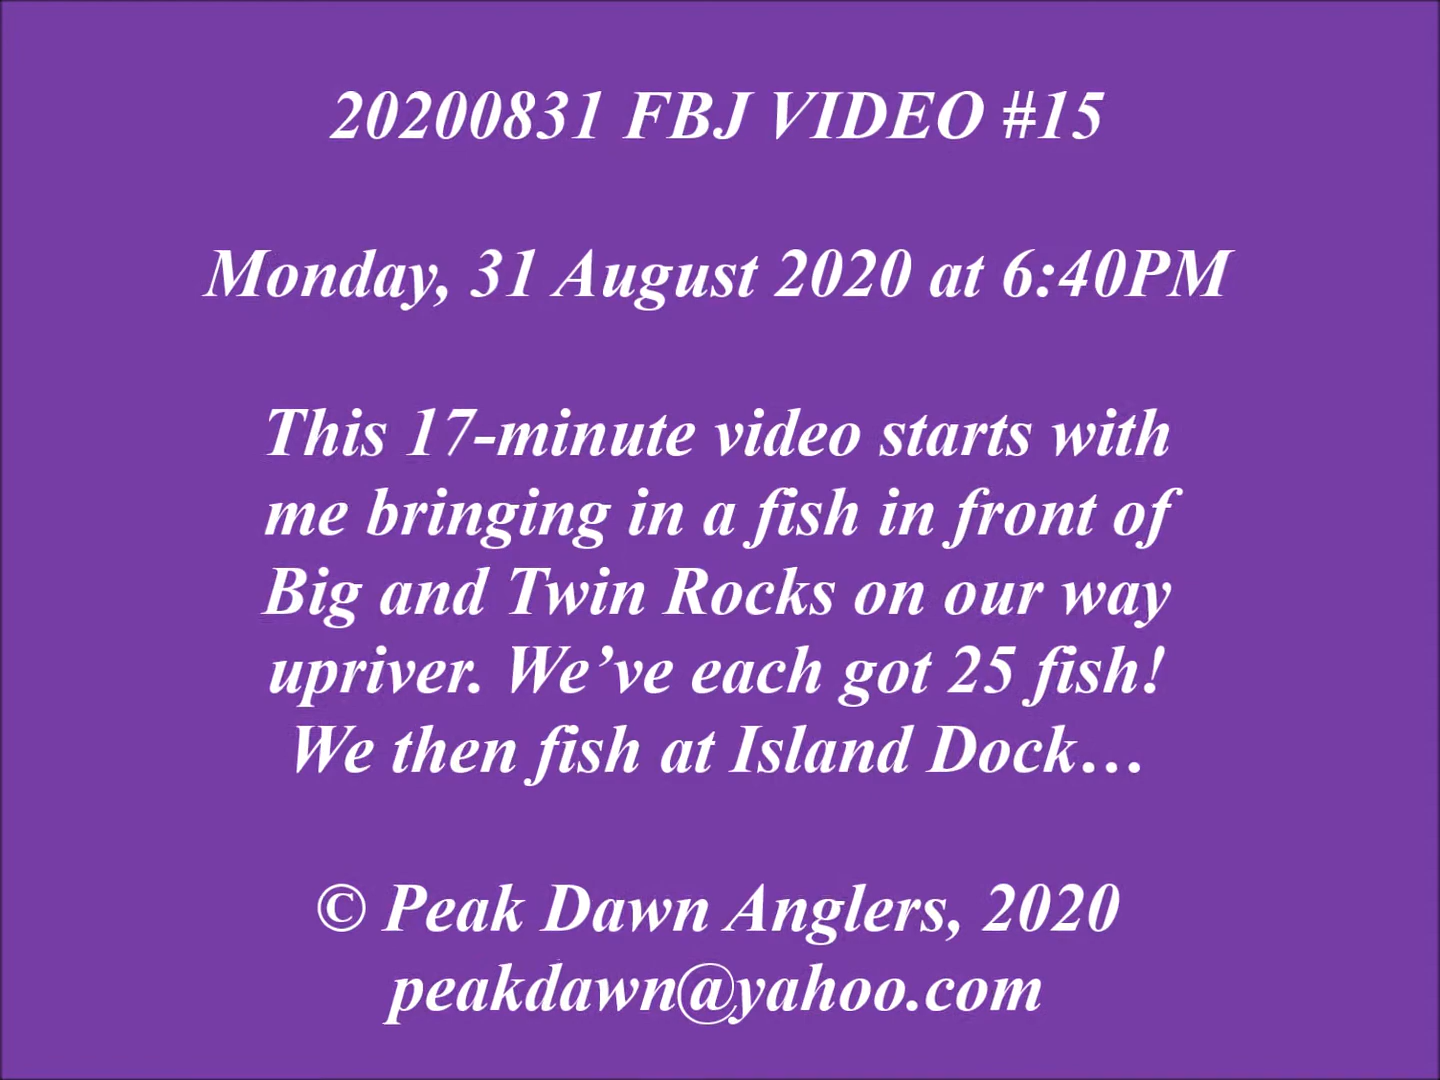 20200831 FBJ VIDEO #15
Monday, 31 August 2020 at 6:40PM
This 17-minute video starts with
me bringing in a fish in front of
Big and Twin Rocks on our way
upriver. We’ve each got 25 fish!
We then fish at Island Dock…
© Peak Dawn Anglers, 2020
peakdawn@yahoo.com